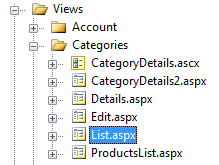 Views
Account
Categories
CategoryDetails.ascx
CategoryDetails2.aspx
Details.aspx
Edit.aspx
List.aspx
ProductsList.aspx